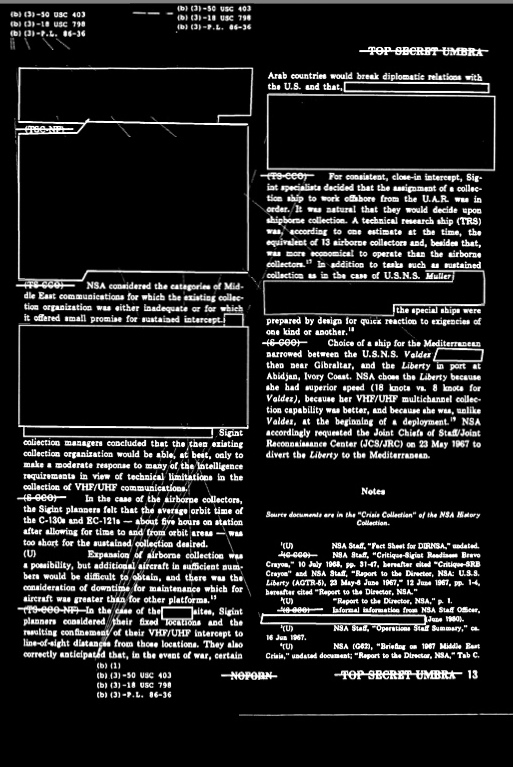 (b) (3)-50 USC 403
(b) (3)-18 USC 798
(b) (3)-P.L. 86-36
(b) (3)-50 USC 403
(b) (3)-18 USC 798
(b) (3)-P.L. 86-36
TOP SECRET UMBRA
(TSC-NF)
(TS-CCO) NSA considered the catagories of Mid-
dle East communications for which the existing collec-
tion organization was either inadequate or for which
it offered small promise for sustained intercept.
Sigint
collection managers concluded that the then existing
collection organization would be able, at best, only to
make a moderate response to many of the intelligence
requirements in view of technical limitations in the
collection of VHF/UHF communications.
(S-CCO) In the case of the airborne collectors,
the Sigint planners felt that the average orbit time of
the C-130s and EC-121s — about five hours on station
after allowing for time to and from orbit areas — was
too short for the sustained collection desired.
(U) Expansion of airborne collection was
a possibility, but additional aircraft in sufficient num-
bers would be difficult to obtain, and there was the
consideration of downtime for maintenance which for
aircraft was greater than for other platforms.¹⁵
(TS-CCO-NF) In the case of the sites, Sigint
planners considered their fixed locations and the
resulting confinement of their VHF/UHF intercept to
line-of-sight distances from those locations. They also
correctly anticipated that, in the event of war, certain
Arab countries would break diplomatic relations with
the U.S. and that,
(TS-CCO) For consistent, close-in intercept, Sig-
int specialists decided that the assignment of a collec-
tion ship to work offshore from the U.A.R. was in
order. It was natural that they would decide upon
shipborne collection. A technical research ship (TRS)
was, according to one estimate at the time, the
equivalent of 13 airborne collectors and, besides that,
was more economical to operate than the airborne
collectors.¹⁷ In addition to tasks such as sustained
collection as in the case of U.S.N.S. Muller
the special ships were
prepared by design for quick reaction to exigencies of
one kind or another.¹⁸
(S-CCO) Choice of a ship for the Mediterranean
narrowed between the U.S.N.S. Valdez
then near Gibraltar, and the Liberty in port at
Abidjan, Ivory Coast. NSA chose the Liberty because
she had superior speed (18 knots vs. 8 knots for
Valdez), because her VHF/UHF multichannel collec-
tion capability was better, and because she was, unlike
Valdez, at the beginning of a deployment.¹⁹ NSA
accordingly requested the Joint Chiefs of Staff/Joint
Reconnaissance Center (JCS/JRC) on 23 May 1967 to
divert the Liberty to the Mediterranean.
Notes
Source documents are in the "Crisis Collection" of the NSA History
Collection.
¹(U) NSA Staff, "Fact Sheet for DIRNSA," undated.
²(S-CCO) NSA Staff, "Critique-Sigint Readiness Bravo
Crayon," 10 July 1968, pp. 31-47, hereafter cited "Critique-SRB
Crayon" and NSA Staff, "Report to the Director, NSA: U.S.S.
Liberty (AGTR-5), 23 May-8 June 1967," 12 June 1967, pp. 1-4,
hereafter cited "Report to the Director, NSA."
"Report to the Director, NSA," p. 1.
(S-CCO) Informal information from NSA Staff Officer,
(June 1980).
(U) NSA Staff, "Operations Staff Summary," ca.
16 Jun 1967.
(U) NSA (G62), "Briefing on 1967 Middle East
Crisis," undated document; "Report to the Director, NSA," Tab C.
(b) (1)
(b) (3)-50 USC 403
(b) (3)-18 USC 798
(b) (3)-P.L. 86-36
NOFORN
TOP SECRET UMBRA 13